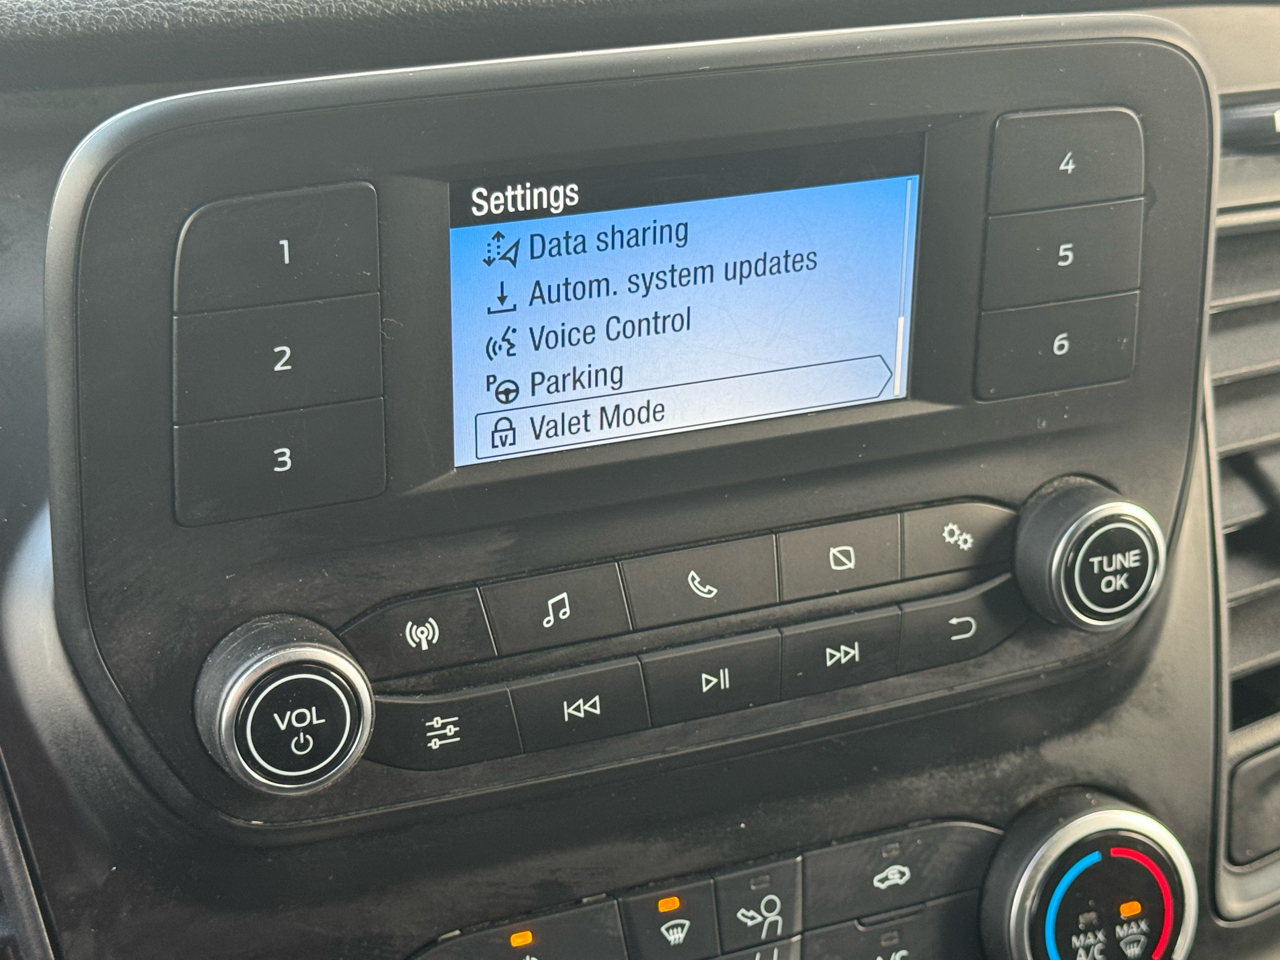 Settings
Data sharing
Autom. system updates
Voice Control
P
Parking
V
Valet Mode
1
2
3
4
5
6
TUNE
OK
VOL
MAX
A/C
MAX